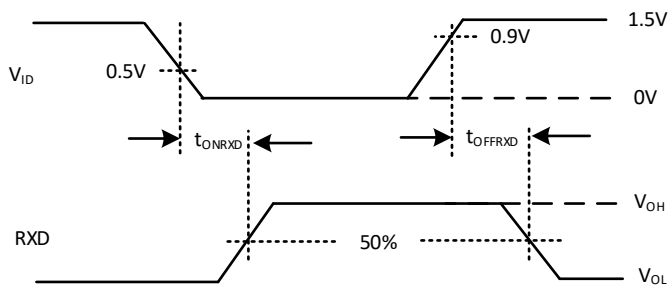 1.5V
0.9V
0.5V
V_ID
0V
t_ONRXD
t_OFFRXD
V_OH
RXD
50%
V_OL